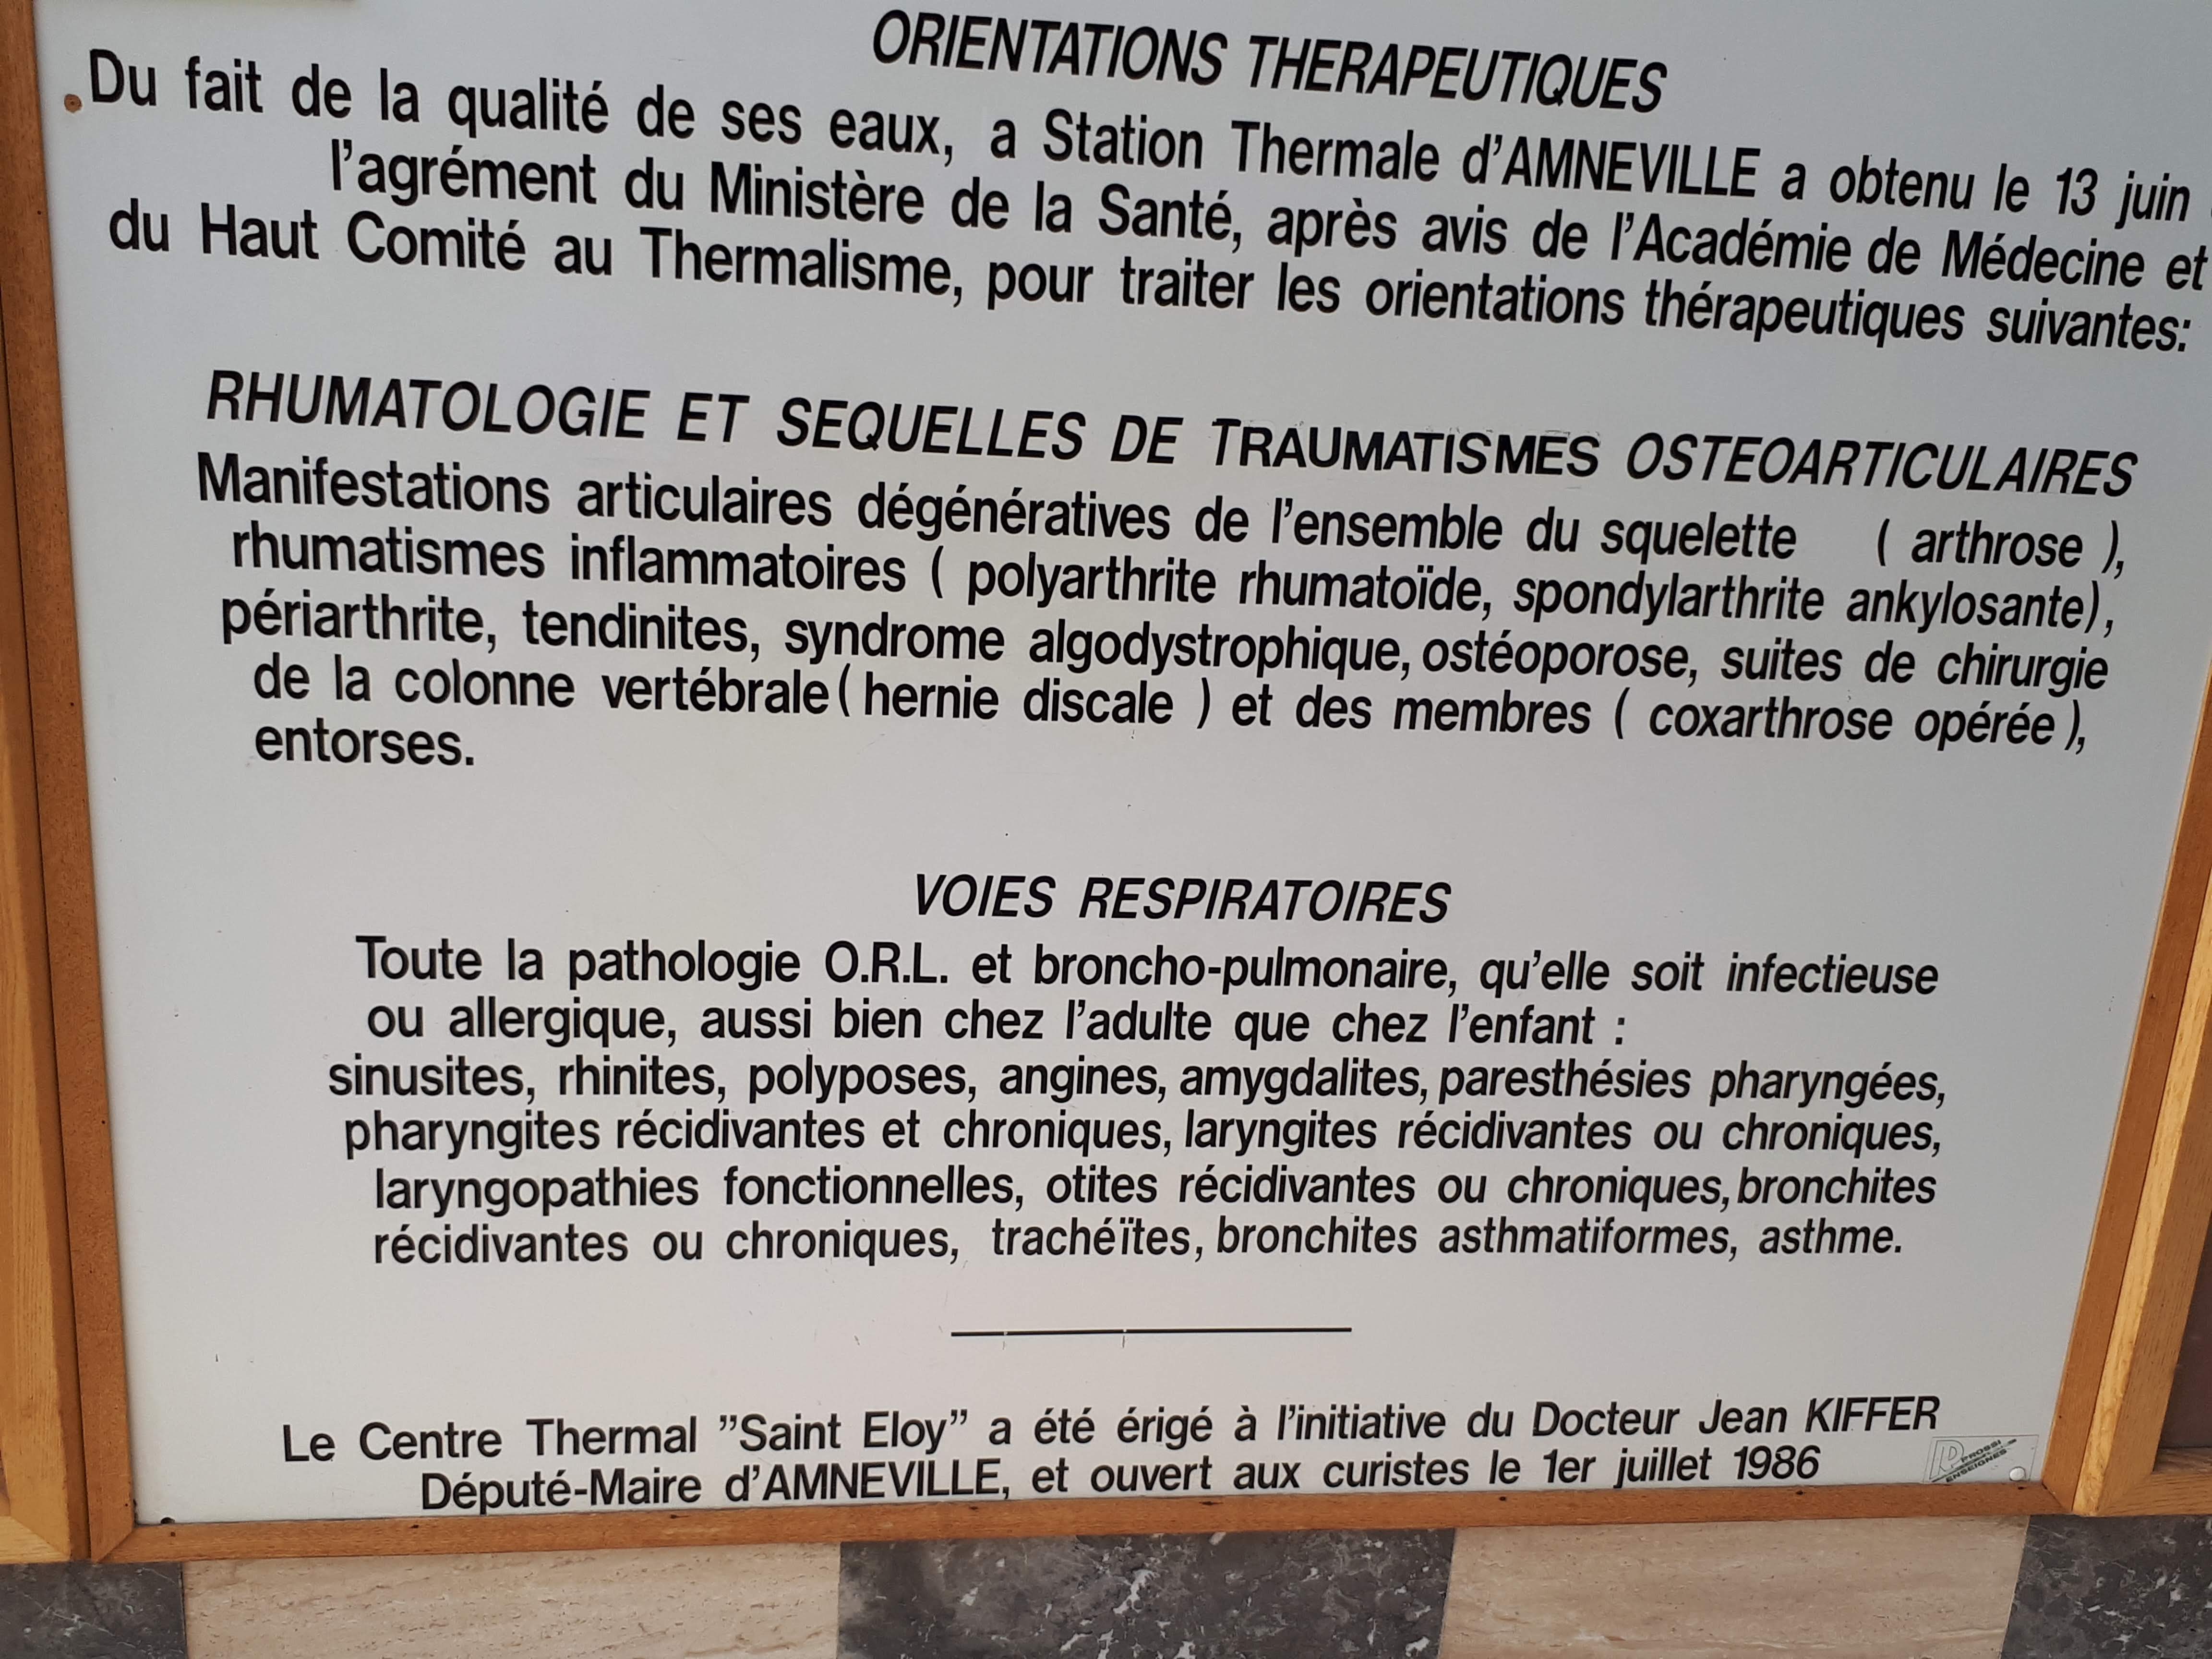 ORIENTATIONS THERAPEUTIQUES
Du fait de la qualité de ses eaux, a Station Thermale d'AMNEVILLE a obtenu le 13 juin
l'agrément du Ministère de la Santé, après avis de l'Académie de Médecine et
du Haut Comité au Thermalisme, pour traiter les orientations thérapeutiques suivantes:
RHUMATOLOGIE ET SEQUELLES DE TRAUMATISMES OSTEOARTICULAIRES
Manifestations articulaires dégénératives de l'ensemble du squelette ( arthrose ),
rhumatismes inflammatoires ( polyarthrite rhumatoïde, spondylarthrite ankylosante),
périarthrite, tendinites, syndrome algodystrophique, ostéoporose, suites de chirurgie
de la colonne vertébrale ( hernie discale ) et des membres ( coxarthrose opérée ),
entorses.
VOIES RESPIRATOIRES
Toute la pathologie O.R.L. et broncho-pulmonaire, qu'elle soit infectieuse
ou allergique, aussi bien chez l'adulte que chez l'enfant :
sinusites, rhinites, polyposes, angines, amygdalites, paresthésies pharyngées,
pharyngites récidivantes et chroniques, laryngites récidivantes ou chroniques,
laryngopathies fonctionnelles, otites récidivantes ou chroniques, bronchites
récidivantes ou chroniques, trachéïtes, bronchites asthmatiformes, asthme.
Le Centre Thermal "Saint Eloy" a été érigé à l'initiative du Docteur Jean KIFFER
Député-Maire d'AMNEVILLE, et ouvert aux curistes le 1er juillet 1986
PROSSI
ENSEIGNES